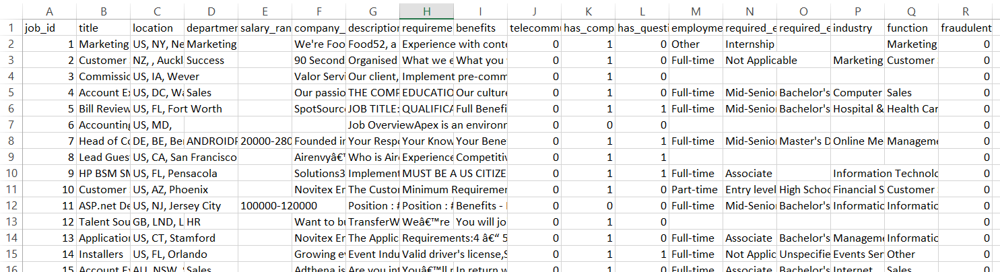 A B C D E F G H I J K L M N O P Q R
1 job_id title location departmen salary_ran company_ description requireme benefits telecommu has_comp has_questi employme required_e required_e industry function fraudulent
2 1 Marketing US, NY, Ne Marketing We're Foo Food52, a Experience with conte 0 1 0 Other Internship Marketing 0
3 2 Customer NZ, , Auckl Success 90 Second Organised What we e What you 0 1 0 Full-time Not Applicable Marketing Customer 0
4 3 Commissic US, IA, Wever Valor Servi Our client, Implement pre-comm 0 1 0 0
5 4 Account Ex US, DC, Wa Sales Our passio THE COMP EDUCATIO Our culture 0 1 0 Full-time Mid-Senior Bachelor's Computer Sales 0
6 5 Bill Review US, FL, Fort Worth SpotSource JOB TITLE: QUALIFICA Full Benefi 0 1 1 Full-time Mid-Senior Bachelor's Hospital & Health Car 0
7 6 Accounting US, MD, Job OverviewApex is an environm 0 0 0 0
8 7 Head of Co DE, BE, Ber ANDROIDP 20000-280 Founded in Your Respo Your Know Your Bene 0 1 1 Full-time Mid-Senior Master's D Online Me Manageme 0
9 8 Lead Gues US, CA, San Francisco Airenvyâ€™ Who is Aire Experience Competitiv 0 1 1 0
10 9 HP BSM SM US, FL, Pensacola Solutions3 Implement MUST BE A US CITIZE 0 1 1 Full-time Associate Information Technolo 0
11 10 Customer US, AZ, Phoenix Novitex En The Custom Minimum Requiremen 0 1 0 Part-time Entry level High Schoo Financial S Customer 0
12 11 ASP.net De US, NJ, Jersey City 100000-120000 Position : # Position : # Benefits - 0 0 0 Full-time Mid-Senior Bachelor's Informatic Informatic 0
13 12 Talent Sou GB, LND, L HR Want to bu TransferW Weâ€™re You will jo 0 1 0 0
14 13 Application US, CT, Stamford Novitex En The Applic Requirements:4 â€“ 5 0 1 0 Full-time Associate Bachelor's Manageme Informatic 0
15 14 Installers US, FL, Orlando Growing ev Event Indu Valid driver's license,S 0 1 1 Full-time Not Applic Unspecifie Events Ser Other 0
16 15 Account Ex AU, NSW, Sales Adthena is Are you int Youâ€™ll In return w 0 1 0 Full-time Associate Bachelor's Internet Sales 0